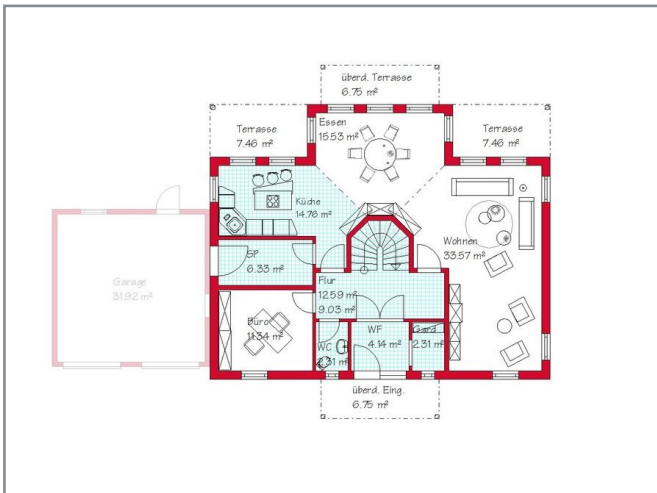 überd. Terrasse
6.75 m²
Terrasse
7.46 m²
Essen
15.53 m²
Terrasse
7.46 m²
Küche
14.76 m²
Wohnen
33.57 m²
SP
6.33 m²
Garage
31.92 m²
Flur
12.59 m²
9.03 m²
Büro
11.34 m²
WC
2.31 m²
WF
4.14 m²
Gard
2.31 m²
überd. Eing.
6.75 m²